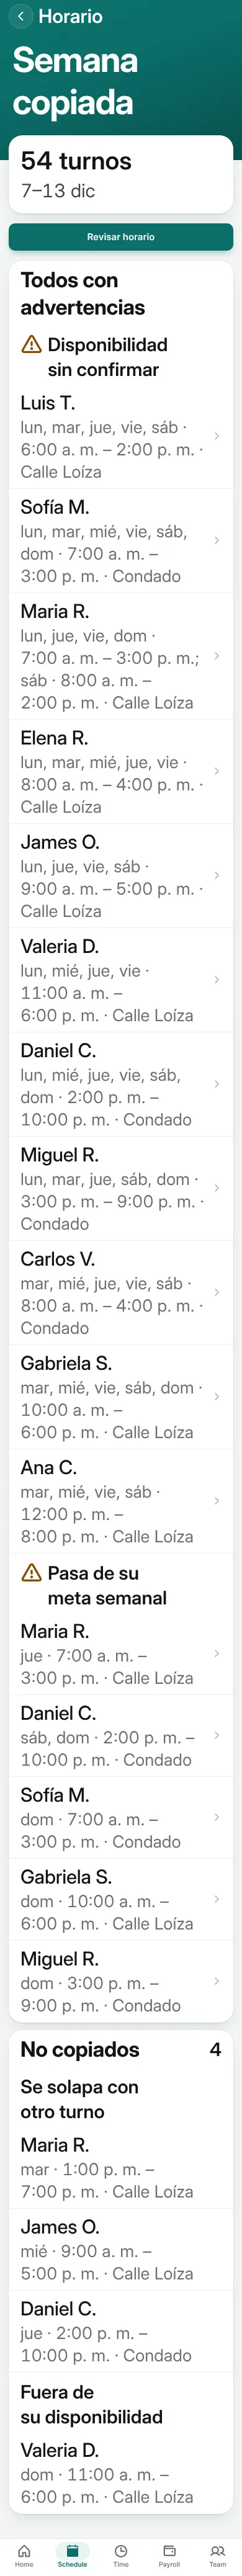 Horario
Semana
copiada
54 turnos
7–13 dic
Revisar horario
Todos con
advertencias
Disponibilidad
sin confirmar
Luis T.
lun, mar, jue, vie, sáb ·
6:00 a. m. – 2:00 p. m. ·
Calle Loíza
Sofía M.
lun, mar, mié, vie, sáb,
dom · 7:00 a. m. –
3:00 p. m. · Condado
Maria R.
lun, jue, vie, dom ·
7:00 a. m. – 3:00 p. m.;
sáb · 8:00 a. m. –
2:00 p. m. · Calle Loíza
Elena R.
lun, mar, mié, jue, vie ·
8:00 a. m. – 4:00 p. m. ·
Calle Loíza
James O.
lun, jue, vie, sáb ·
9:00 a. m. – 5:00 p. m. ·
Calle Loíza
Valeria D.
lun, mié, jue, vie ·
11:00 a. m. –
6:00 p. m. · Calle Loíza
Daniel C.
lun, mié, jue, vie, sáb,
dom · 2:00 p. m. –
10:00 p. m. · Condado
Miguel R.
lun, mar, jue, sáb, dom ·
3:00 p. m. – 9:00 p. m. ·
Condado
Carlos V.
mar, mié, jue, vie, sáb ·
8:00 a. m. – 4:00 p. m. ·
Condado
Gabriela S.
mar, mié, vie, sáb, dom ·
10:00 a. m. –
6:00 p. m. · Calle Loíza
Ana C.
mar, mié, vie, sáb ·
12:00 p. m. –
8:00 p. m. · Calle Loíza
Pasa de su
meta semanal
Maria R.
jue · 7:00 a. m. –
3:00 p. m. · Calle Loíza
Daniel C.
sáb, dom · 2:00 p. m. –
10:00 p. m. · Condado
Sofía M.
dom · 7:00 a. m. –
3:00 p. m. · Condado
Gabriela S.
dom · 10:00 a. m. –
6:00 p. m. · Calle Loíza
Miguel R.
dom · 3:00 p. m. –
9:00 p. m. · Condado
No copiados 4
Se solapa con
otro turno
Maria R.
mar · 1:00 p. m. –
7:00 p. m. · Calle Loíza
James O.
mié · 9:00 a. m. –
5:00 p. m. · Calle Loíza
Daniel C.
jue · 2:00 p. m. –
10:00 p. m. · Condado
Fuera de
su disponibilidad
Valeria D.
dom · 11:00 a. m. –
6:00 p. m. · Calle Loíza
Home Schedule Time Payroll Team